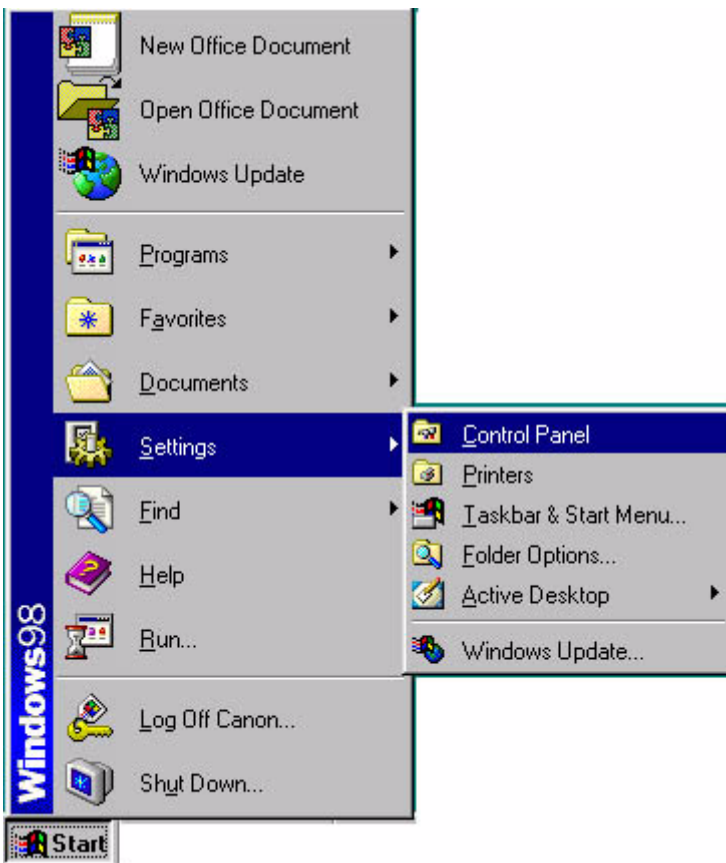 New Office Document
Open Office Document
Windows Update
Programs
Favorites
Documents
Settings
Find
Help
Run...
Log Off Canon...
Shut Down...
Control Panel
Printers
Taskbar & Start Menu...
Folder Options...
Active Desktop
Windows Update...
Windows98
Start